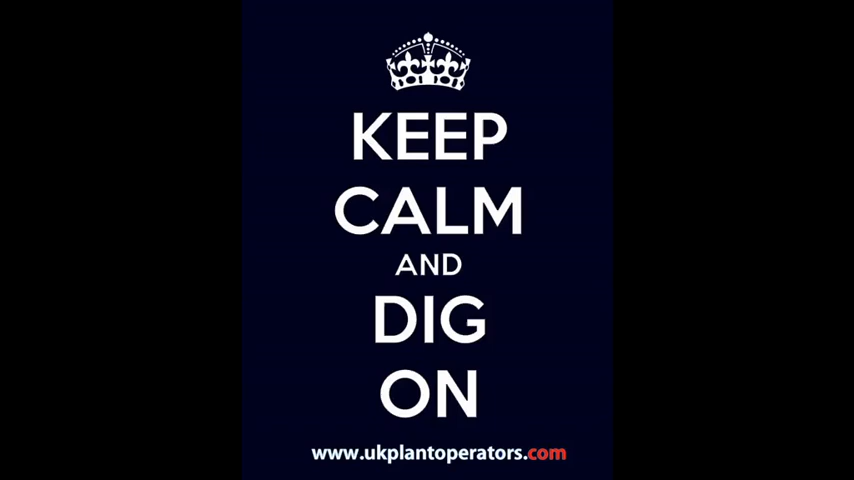 KEEP
CALM
AND
DIG
ON
www.ukplantoperators.com